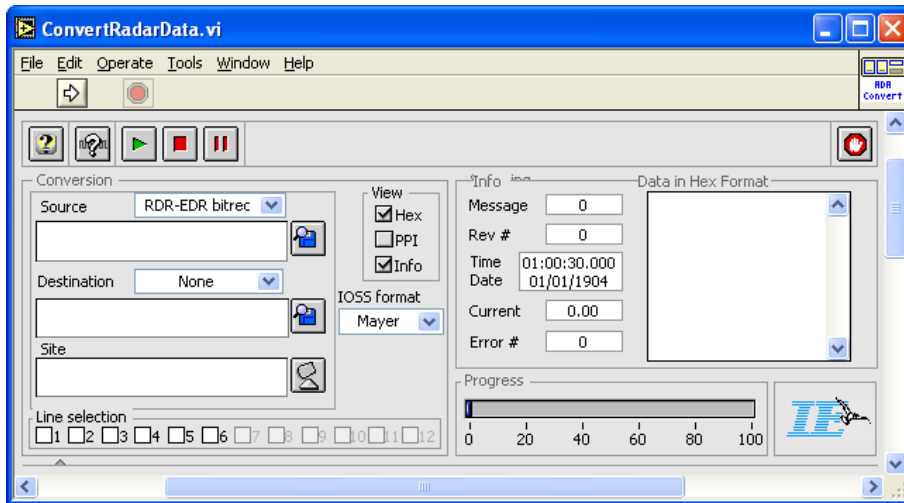 ConvertRadarData.vi
File Edit Operate Tools Window Help
RDR
Convert
Conversion
Source RDR-EDR bitrec
Destination None
Site
View
Hex
PPI
Info
IOSS format
Mayer
Line selection
1 2 3 4 5 6 7 8 9 10 11 12
Info
Data in Hex Format
Message 0
Rev # 0
Time 01:00:30.000
Date 01/01/1904
Current 0.00
Error # 0
Progress
0 20 40 60 80 100
IE